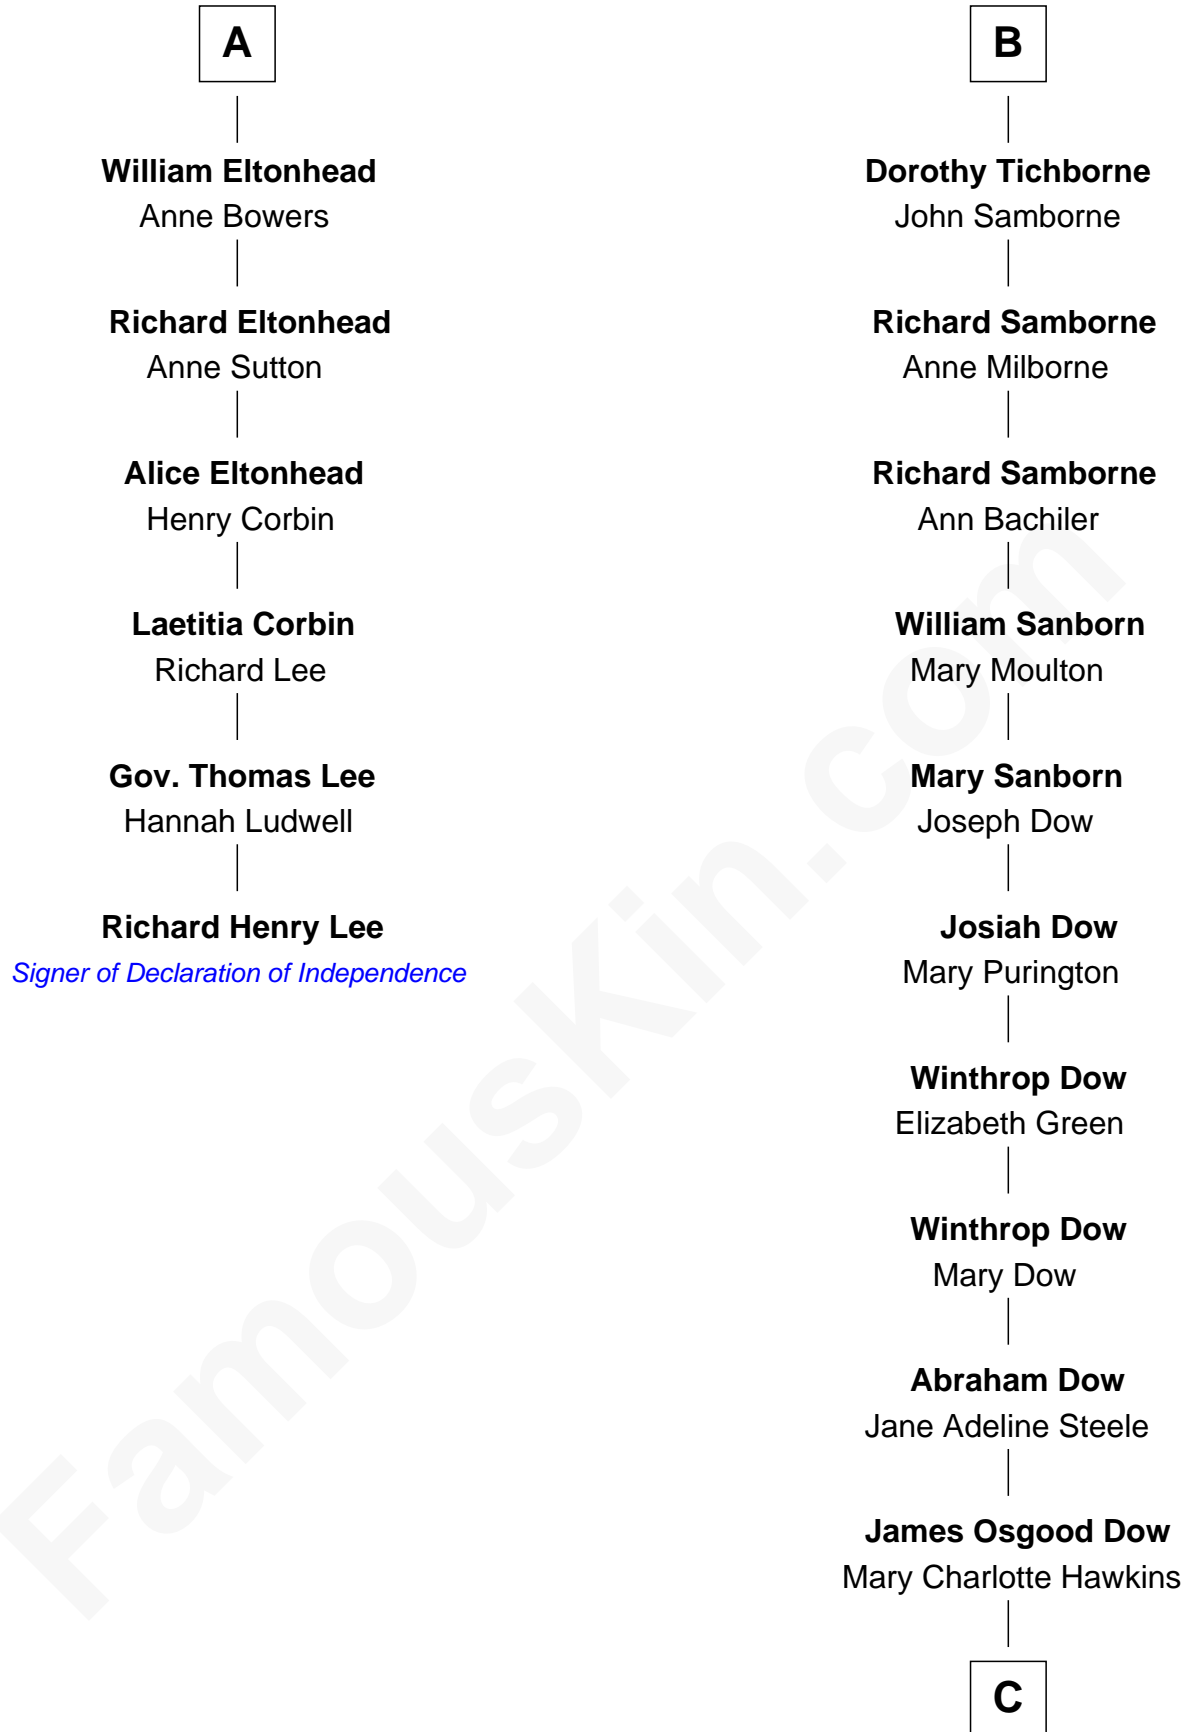 A
William Eltonhead
Anne Bowers
Richard Eltonhead
Anne Sutton
Alice Eltonhead
Henry Corbin
Laetitia Corbin
Richard Lee
Gov. Thomas Lee
Hannah Ludwell
Richard Henry Lee
Signer of Declaration of Independence
B
Dorothy Tichborne
John Samborne
Richard Samborne
Anne Milborne
Richard Samborne
Ann Bachiler
William Sanborn
Mary Moulton
Mary Sanborn
Joseph Dow
Josiah Dow
Mary Purington
Winthrop Dow
Elizabeth Green
Winthrop Dow
Mary Dow
Abraham Dow
Jane Adeline Steele
James Osgood Dow
Mary Charlotte Hawkins
C
FamousKin.com